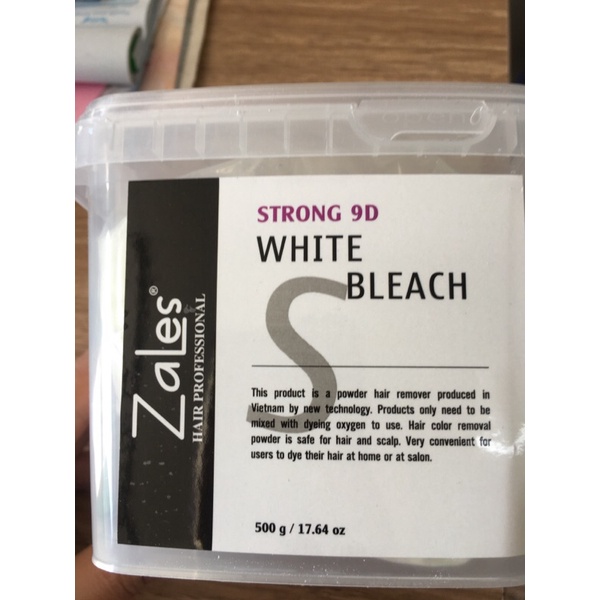 STRONG 9D
WHITE
BLEACH
S
ZaLes®
HAIR PROFESSIONAL
This product is a powder hair remover produced in
Vietnam by new technology. Products only need to be
mixed with dyeing oxygen to use. Hair color removal
powder is safe for hair and scalp. Very convenient for
users to dye their hair at home or at salon.
500 g / 17.64 oz